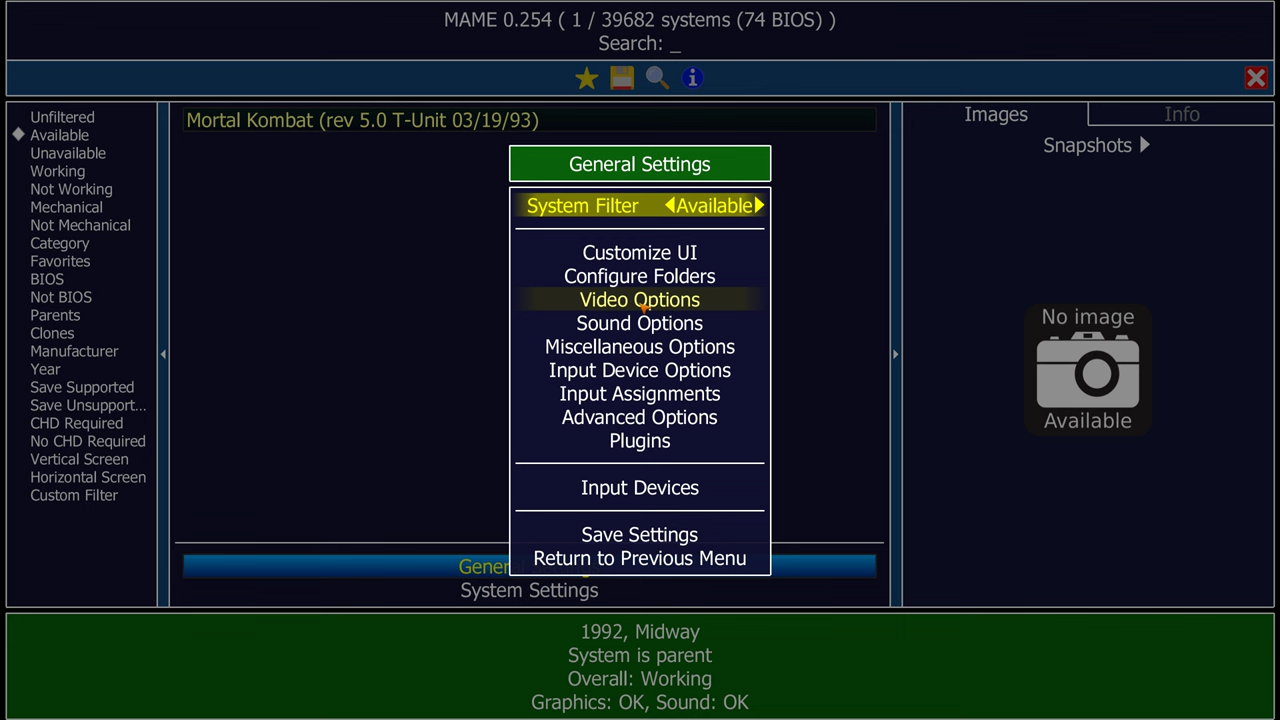 MAME 0.254 ( 1 / 39682 systems (74 BIOS) )
Search: _
Unfiltered
Available
Unavailable
Working
Not Working
Mechanical
Not Mechanical
Category
Favorites
BIOS
Not BIOS
Parents
Clones
Manufacturer
Year
Save Supported
Save Unsupport...
CHD Required
No CHD Required
Vertical Screen
Horizontal Screen
Custom Filter
Mortal Kombat (rev 5.0 T-Unit 03/19/93)
General Settings
System Filter Available
Customize UI
Configure Folders
Video Options
Sound Options
Miscellaneous Options
Input Device Options
Input Assignments
Advanced Options
Plugins
Input Devices
Save Settings
Return to Previous Menu
Gener
System Settings
Images
Info
Snapshots
No image
Available
1992, Midway
System is parent
Overall: Working
Graphics: OK, Sound: OK